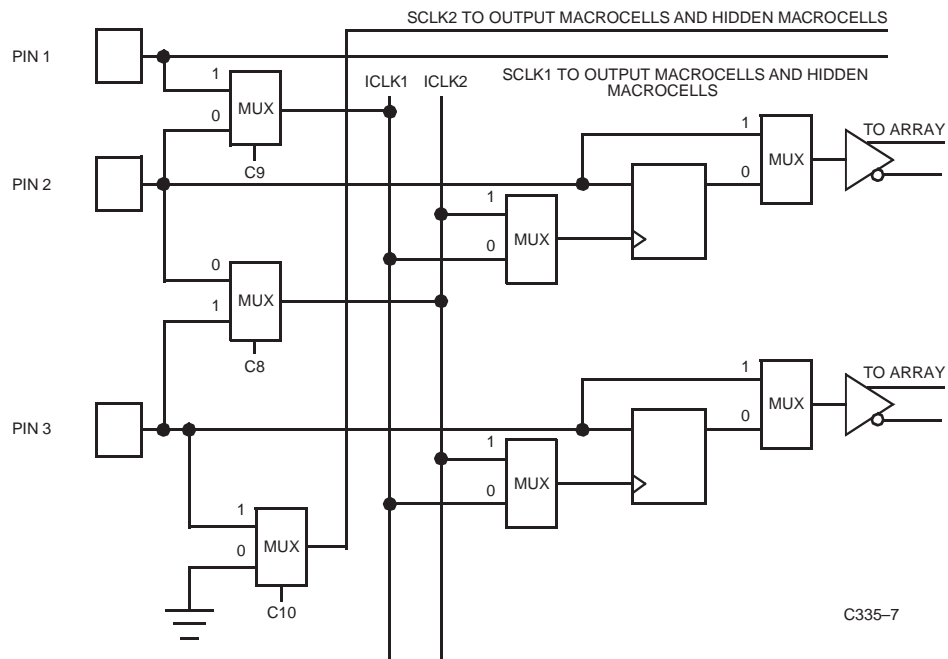 SCLK2 TO OUTPUT MACROCELLS AND HIDDEN MACROCELLS
PIN 1
1
MUX
0
C9
ICLK1 ICLK2
SCLK1 TO OUTPUT MACROCELLS AND HIDDEN
MACROCELLS
1
MUX
0
TO ARRAY
PIN 2
1
MUX
0
0
MUX
1
C8
PIN 3
1
MUX
0
TO ARRAY
1
MUX
0
1
MUX
0
C10
C335–7